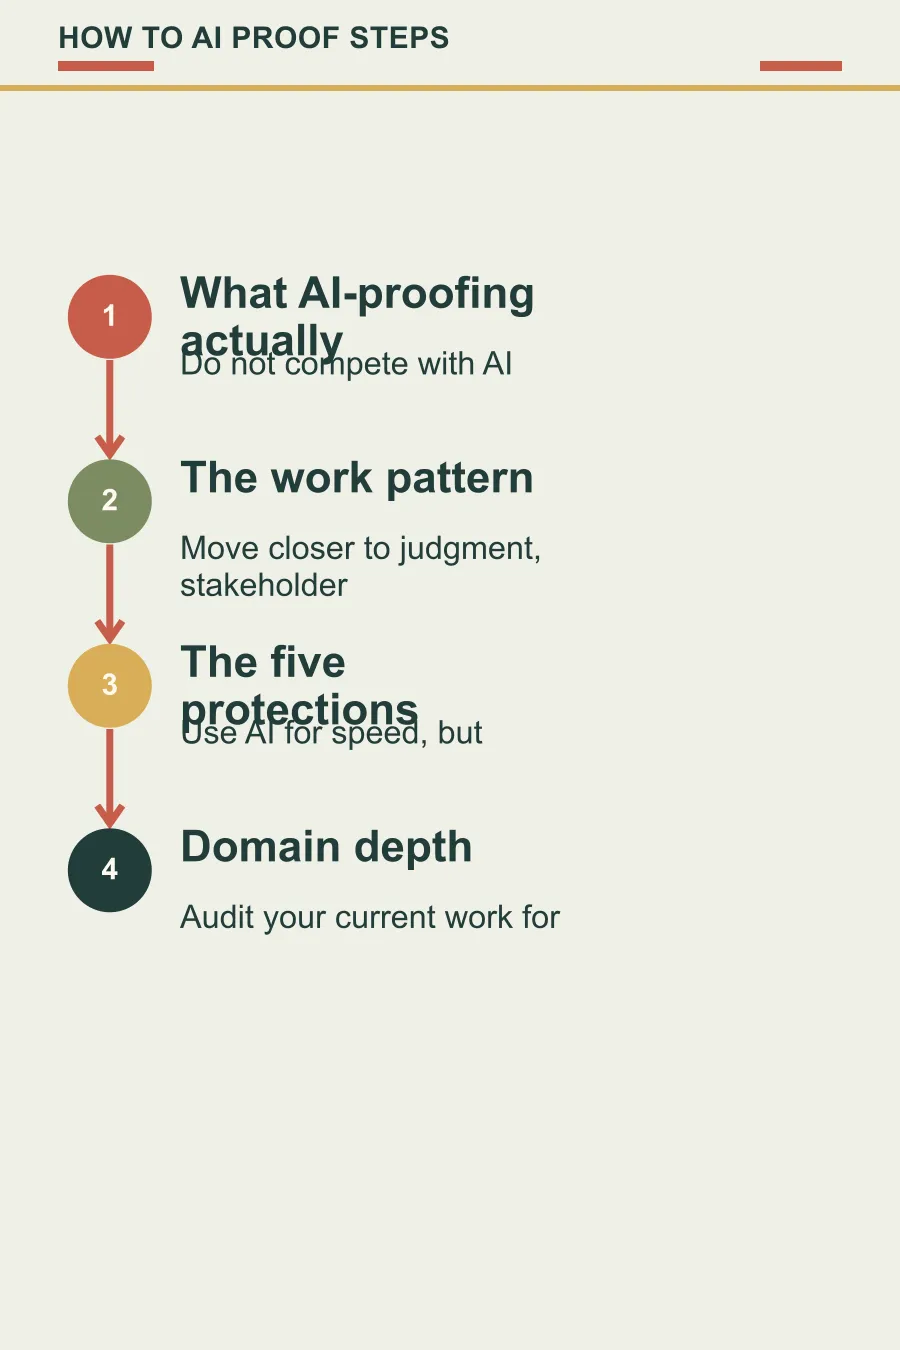 HOW TO AI PROOF STEPS
1
What AI-proofing
actually
Do not compete with AI
2
The work pattern
Move closer to judgment,
stakeholder
3
The five
protections
Use AI for speed, but
4
Domain depth
Audit your current work for